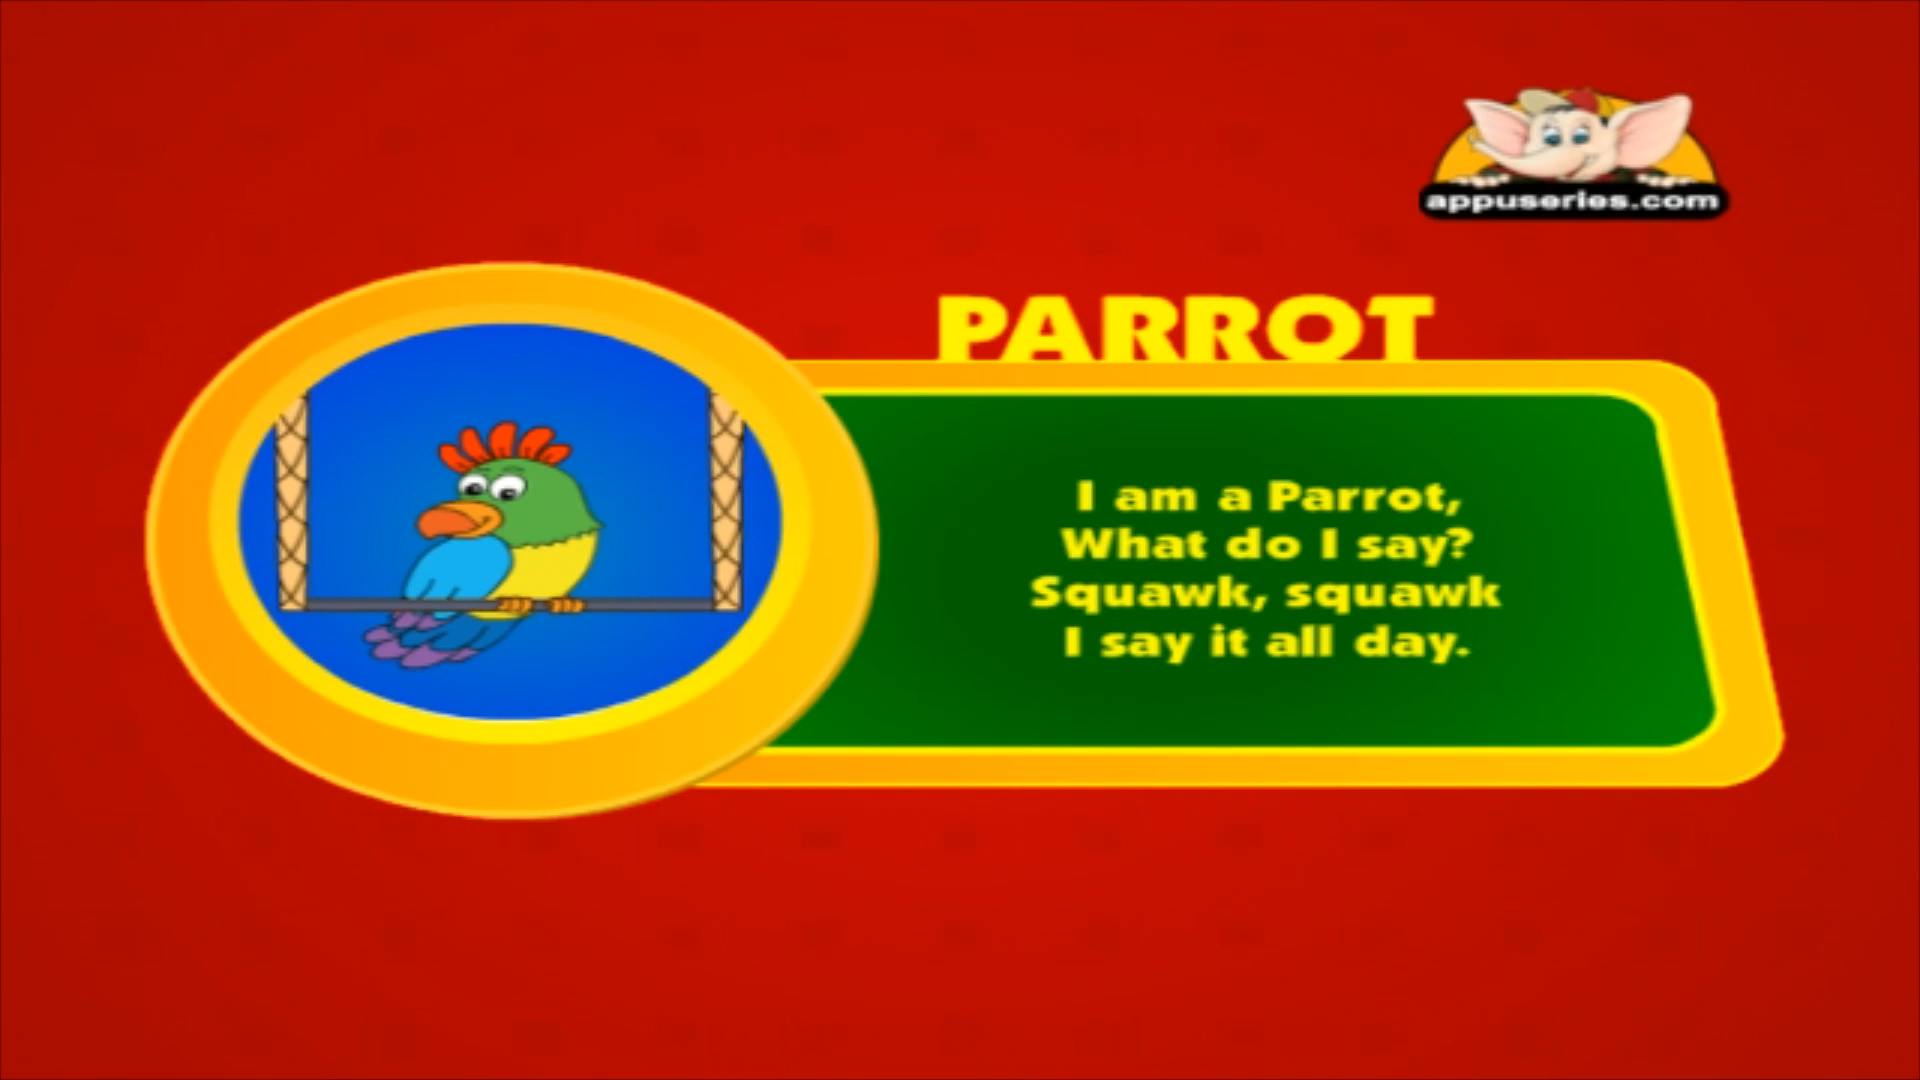 appuseries.com
PARROT
I am a Parrot,
What do I say?
Squawk, squawk
I say it all day.